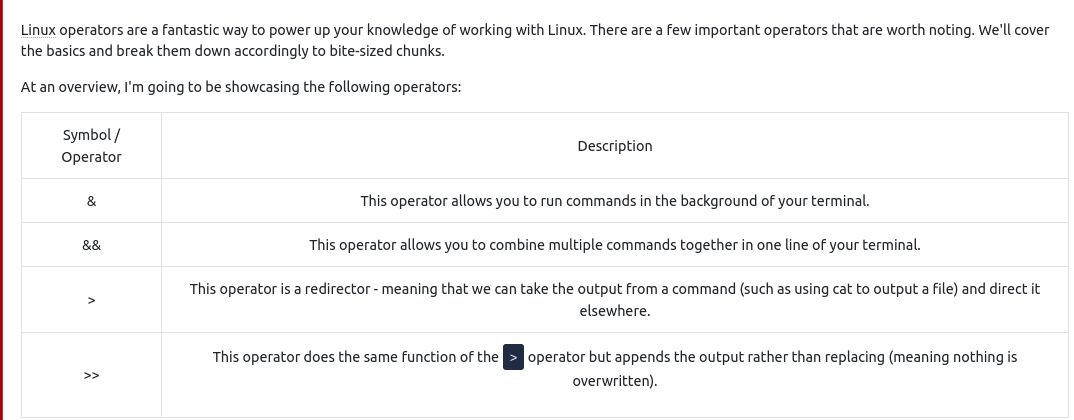 Linux operators are a fantastic way to power up your knowledge of working with Linux. There are a few important operators that are worth noting. We'll cover
the basics and break them down accordingly to bite-sized chunks.
At an overview, I'm going to be showcasing the following operators:
Symbol /
Operator
Description
&
This operator allows you to run commands in the background of your terminal.
&&
This operator allows you to combine multiple commands together in one line of your terminal.
>
This operator is a redirector - meaning that we can take the output from a command (such as using cat to output a file) and direct it
elsewhere.
>>
This operator does the same function of the > operator but appends the output rather than replacing (meaning nothing is
overwritten).